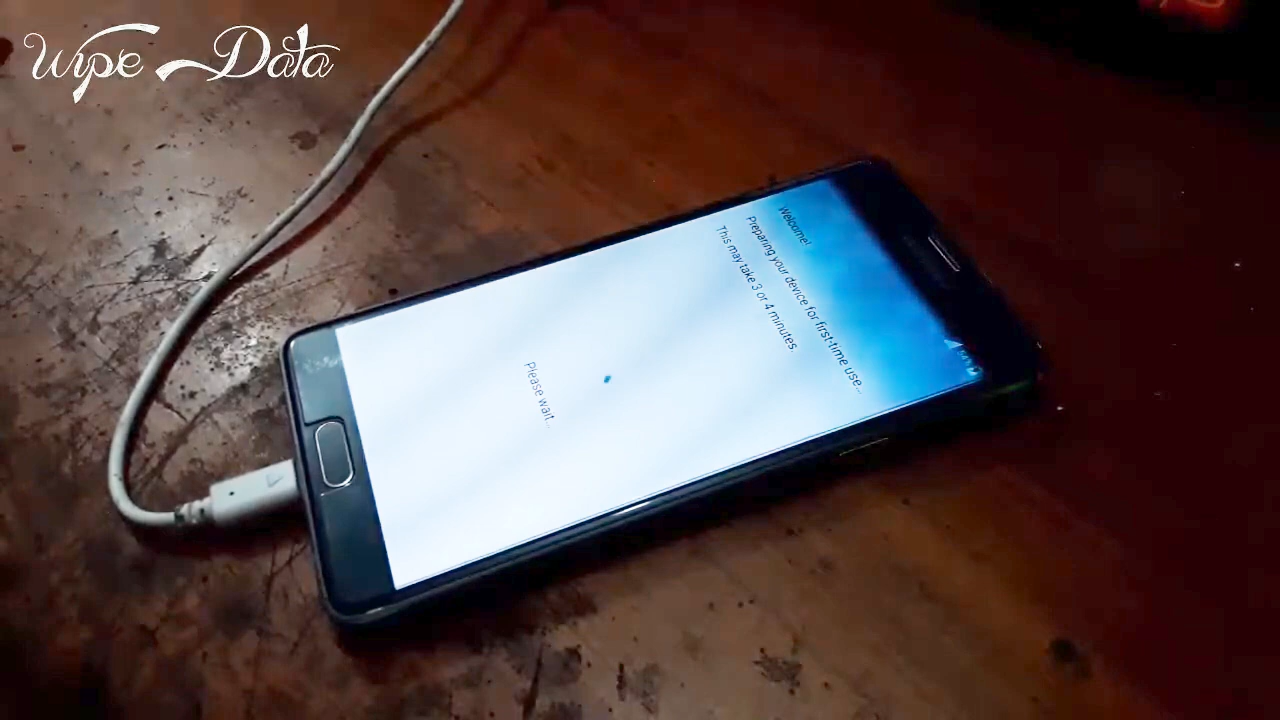 Wipe Data
Welcome!
Preparing your device for first-time use...
This may take 3 or 4 minutes.
Please wait...